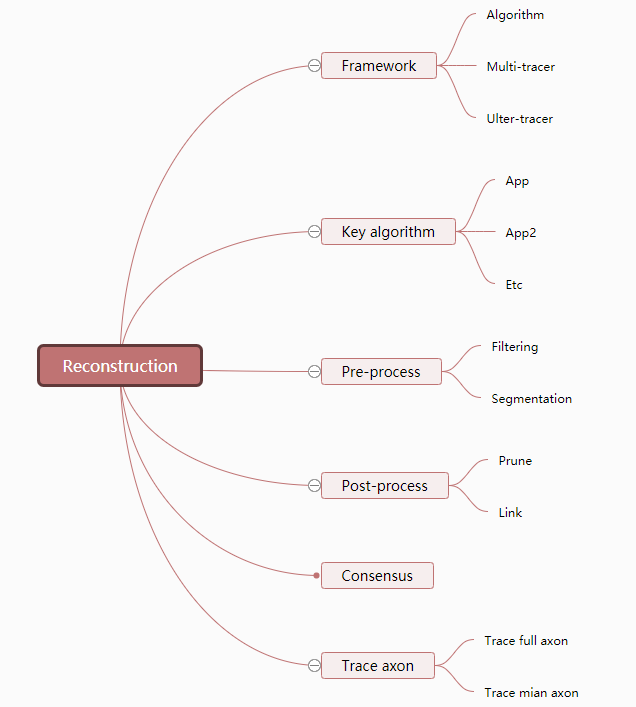 Reconstruction
Framework
Algorithm
Multi-tracer
Ulter-tracer
Key algorithm
App
App2
Etc
Pre-process
Filtering
Segmentation
Post-process
Prune
Link
Consensus
Trace axon
Trace full axon
Trace mian axon